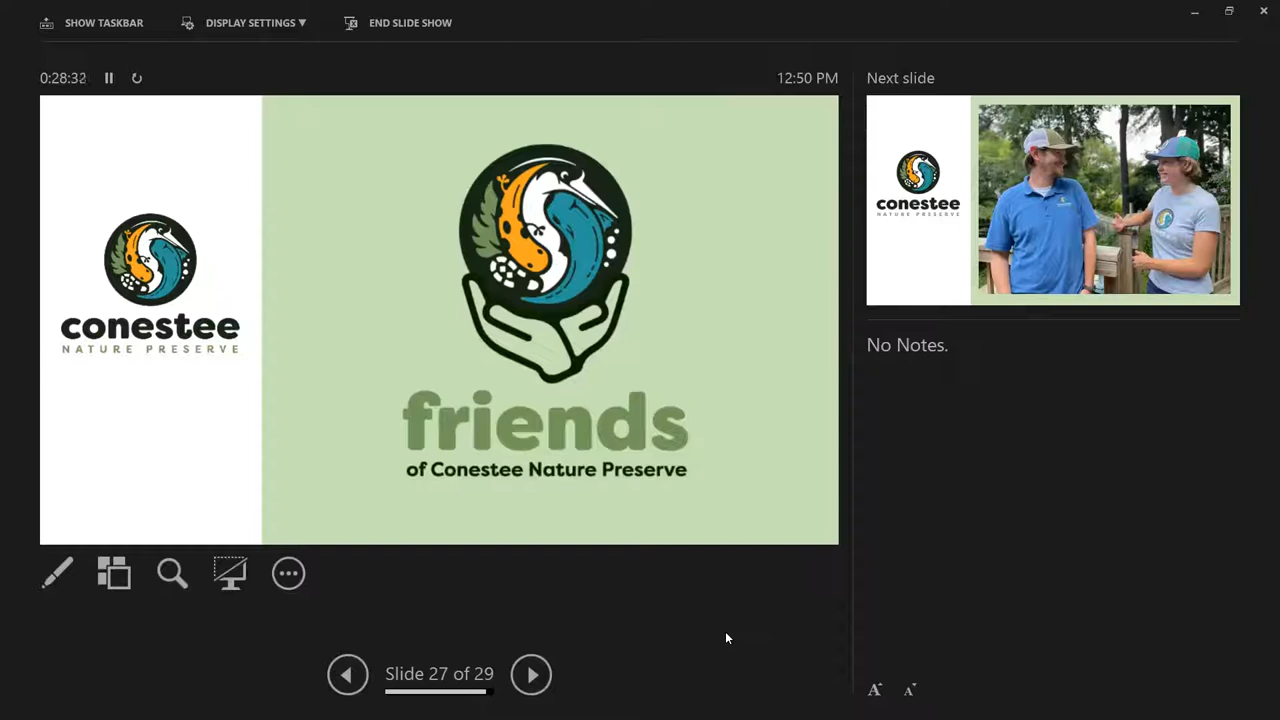 SHOW TASKBAR
DISPLAY SETTINGS ▼
END SLIDE SHOW
0:28:32
12:50 PM
conestee
NATURE PRESERVE
friends
of Conestee Nature Preserve
Slide 27 of 29
Next slide
conestee
NATURE PRESERVE
No Notes.
A
A